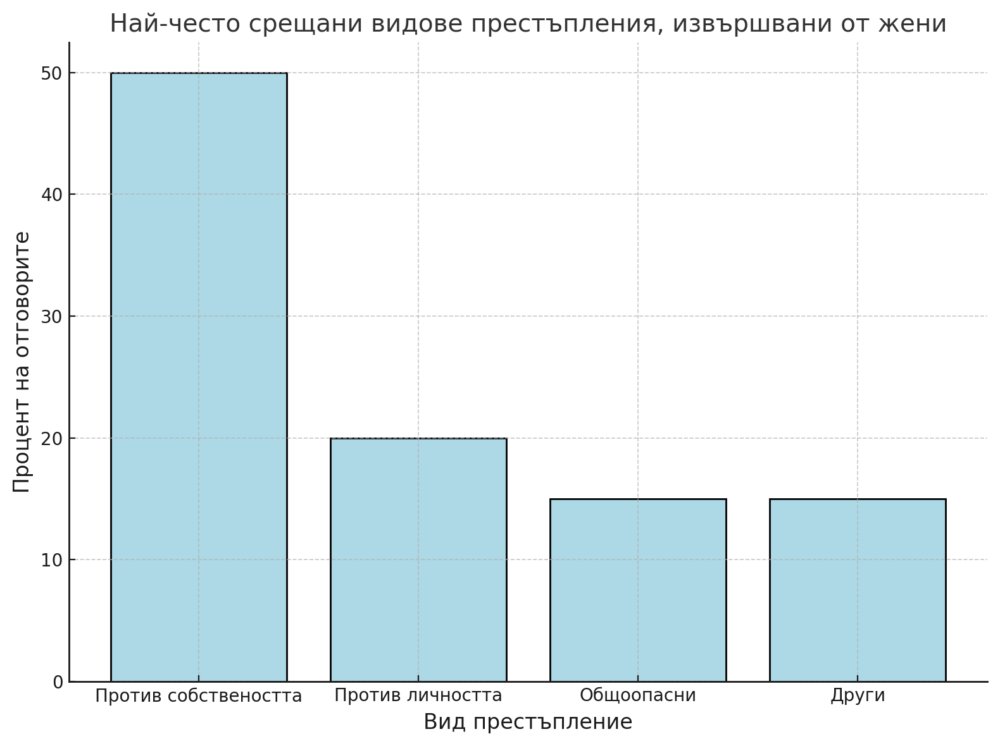 Най-често срещани видове престъпления, извършвани от жени
Процент на отговорите
50
40
30
20
10
0
Против собствеността
Против личността
Общоопасни
Други
Вид престъпление